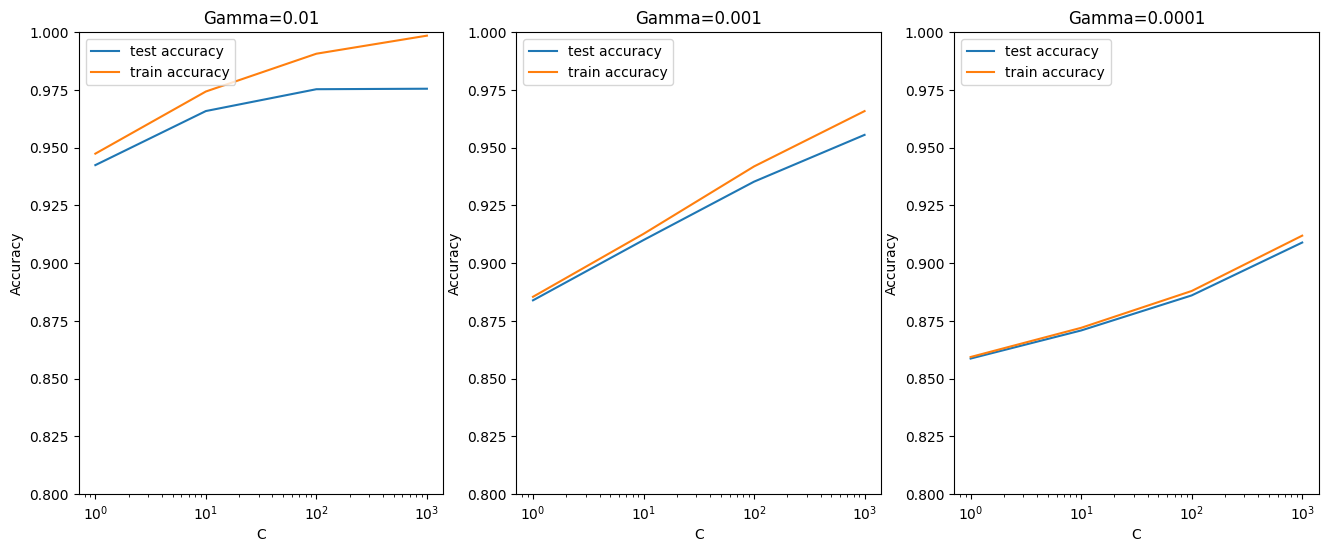 Gamma=0.01
test accuracy
train accuracy
Accuracy
1.000
0.975
0.950
0.925
0.900
0.875
0.850
0.825
0.800
10^0 10^1 10^2 10^3
C
Gamma=0.001
test accuracy
train accuracy
Accuracy
1.000
0.975
0.950
0.925
0.900
0.875
0.850
0.825
0.800
10^0 10^1 10^2 10^3
C
Gamma=0.0001
test accuracy
train accuracy
Accuracy
1.000
0.975
0.950
0.925
0.900
0.875
0.850
0.825
0.800
10^0 10^1 10^2 10^3
C